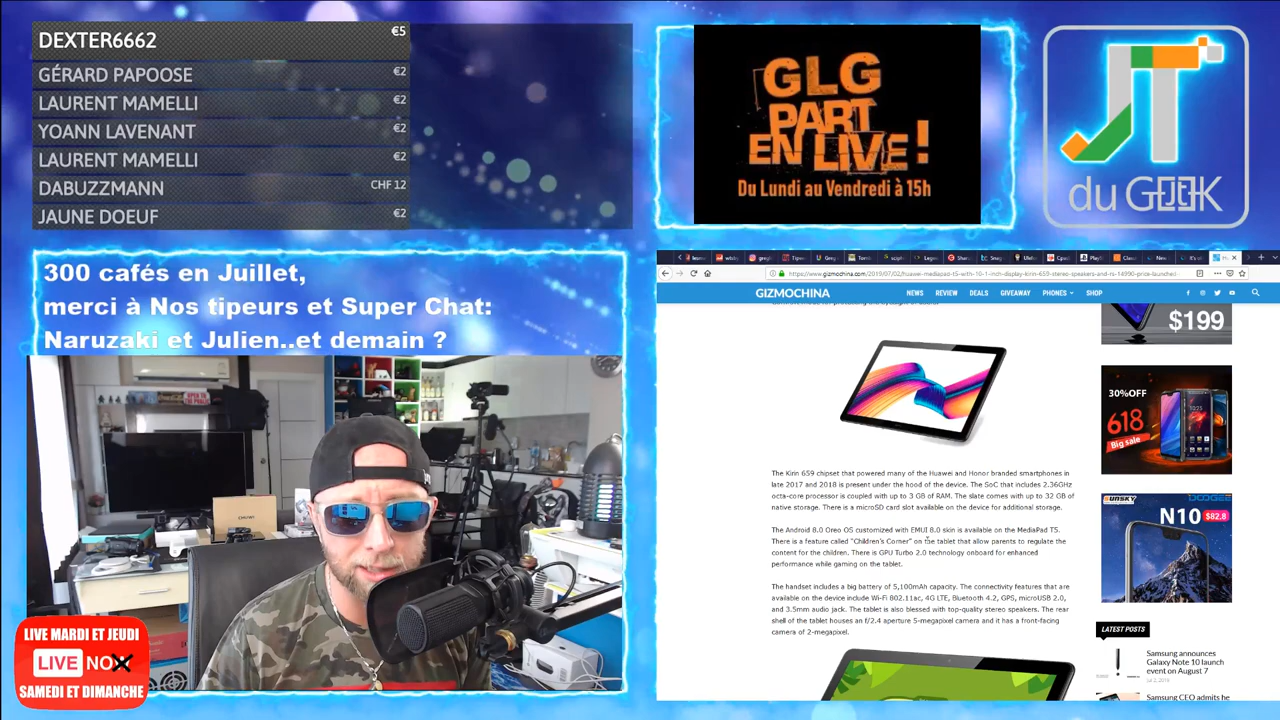 DEXTER6662 €5
GÉRARD PAPOOSE €2
LAURENT MAMELLI €2
YOANN LAVENANT €2
LAURENT MAMELLI €2
DABUZZMANN CHF 12
JAUNE DOEUF €2
GLG
PART
EN LIVE !
Du Lundi au Vendredi à 15h
JT
du GEEK
300 cafés en Juillet,
merci à Nos tipeurs et Super Chat:
Naruzaki et Julien..et demain ?
LIVE MARDI ET JEUDI
LIVE NOX
SAMEDI ET DIMANCHE
GIZMOCHINA
NEWS REVIEW DEALS GIVEAWAY PHONES SHOP
$199
30%OFF
618
Big sale
DOOGEE
N10 $82.8
The Kirin 659 chipset that powered many of the Huawei and Honor branded smartphones in
late 2017 and 2018 is present under the hood of the device. The SoC that includes 2.36GHz
octa-core processor is coupled with up to 3 GB of RAM. The slate comes with up to 32 GB of
native storage. There is a microSD card slot available on the device for additional storage.
The Android 8.0 Oreo OS customized with EMUI 8.0 skin is available on the MediaPad T5.
There is a feature called "Children's Corner" on the tablet that allow parents to regulate the
content for the children. There is GPU Turbo 2.0 technology onboard for enhanced
performance while gaming on the tablet.
The handset includes a big battery of 5,100mAh capacity. The connectivity features that are
available on the device include Wi-Fi 802.11ac, 4G LTE, Bluetooth 4.2, GPS, microUSB 2.0,
and 3.5mm audio jack. The tablet is also blessed with top-quality stereo speakers. The rear
shell of the tablet houses an f/2.4 aperture 5-megapixel camera and it has a front-facing
camera of 2-megapixel.
LATEST POSTS
Samsung announces
Galaxy Note 10 launch
event on August 7
Samsung CEO admits he